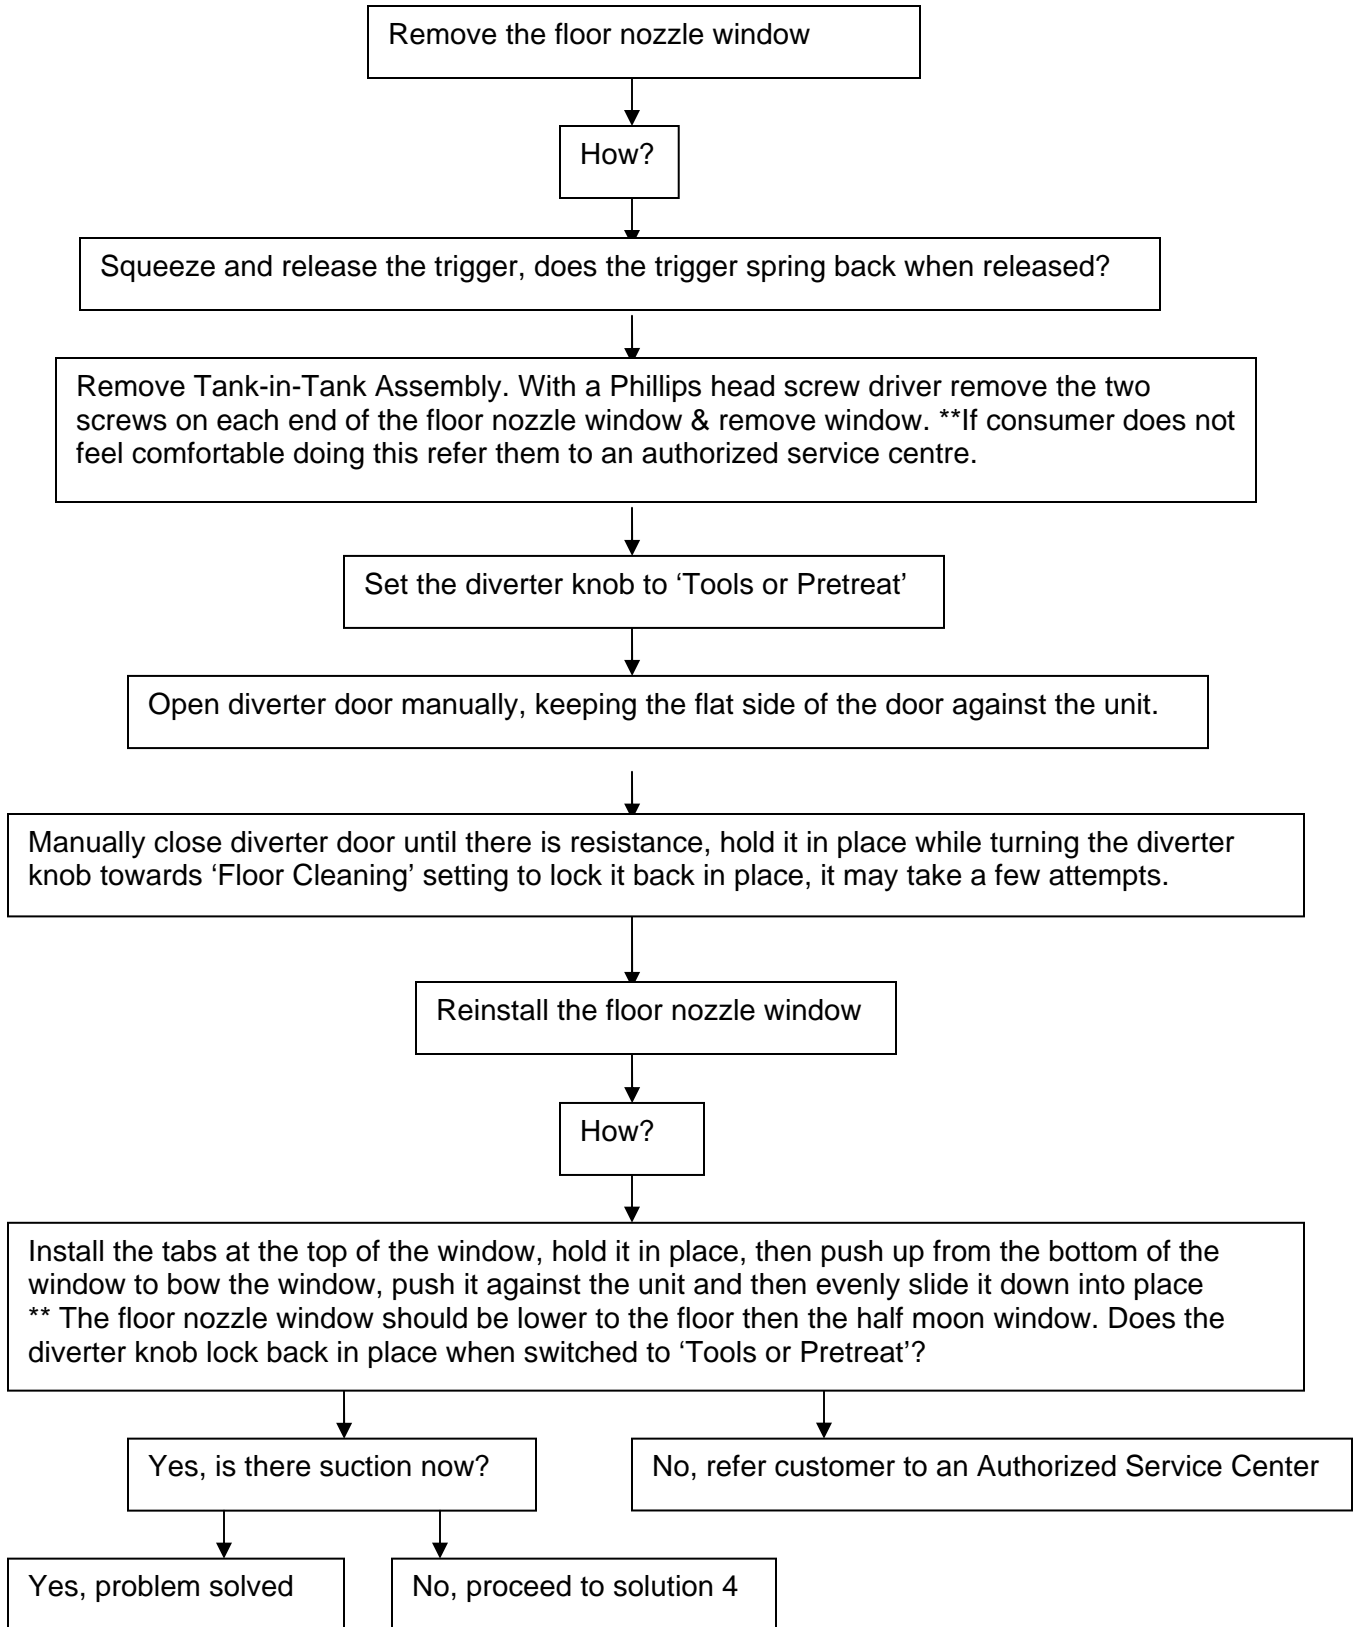 Remove the floor nozzle window
How?
Squeeze and release the trigger, does the trigger spring back when released?
Remove Tank-in-Tank Assembly. With a Phillips head screw driver remove the two
screws on each end of the floor nozzle window & remove window. **If consumer does not
feel comfortable doing this refer them to an authorized service centre.
Set the diverter knob to ‘Tools or Pretreat’
Open diverter door manually, keeping the flat side of the door against the unit.
Manually close diverter door until there is resistance, hold it in place while turning the diverter
knob towards ‘Floor Cleaning’ setting to lock it back in place, it may take a few attempts.
Reinstall the floor nozzle window
How?
Install the tabs at the top of the window, hold it in place, then push up from the bottom of the
window to bow the window, push it against the unit and then evenly slide it down into place
** The floor nozzle window should be lower to the floor then the half moon window. Does the
diverter knob lock back in place when switched to ‘Tools or Pretreat’?
Yes, is there suction now?
No, refer customer to an Authorized Service Center
Yes, problem solved
No, proceed to solution 4